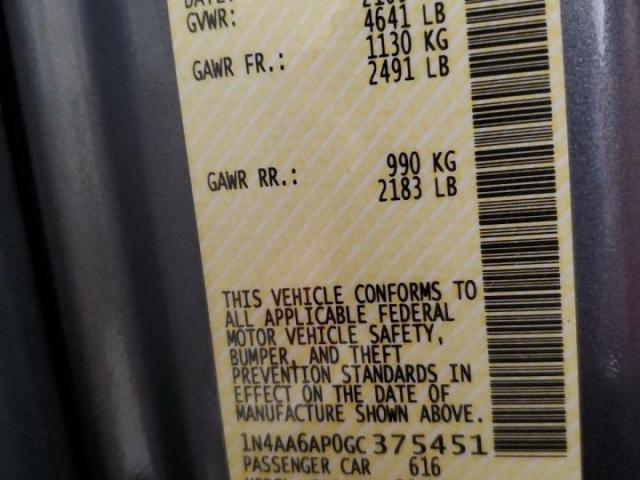 GVWR: 4641 LB
1130 KG
GAWR FR.: 2491 LB
990 KG
GAWR RR.: 2183 LB
THIS VEHICLE CONFORMS TO
ALL APPLICABLE FEDERAL
MOTOR VEHICLE SAFETY,
BUMPER, AND THEFT
PREVENTION STANDARDS IN
EFFECT ON THE DATE OF
MANUFACTURE SHOWN ABOVE.
1N4AA6AP0GC375451
PASSENGER CAR 616